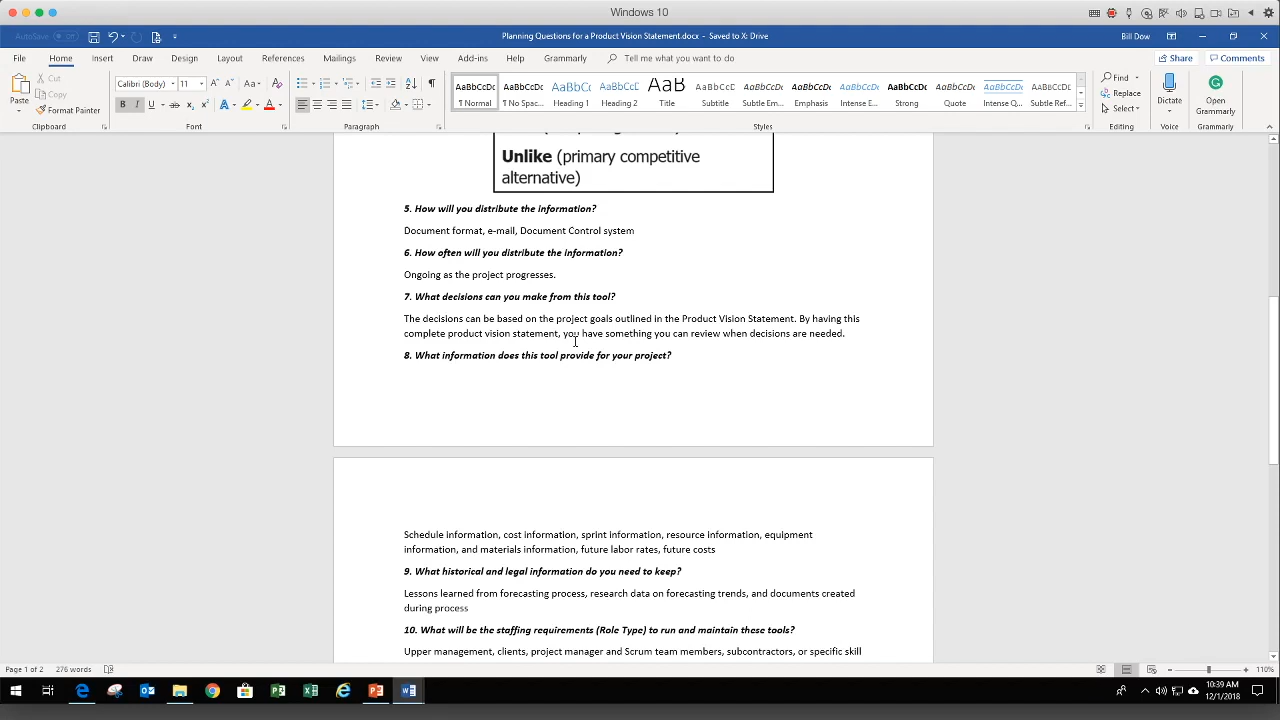 Windows 10
AutoSave Off
Planning Questions for a Product Vision Statement.docx - Saved to X: Drive
Bill Dow
File Home Insert Draw Design Layout References Mailings Review View Add-ins Help Grammarly Tell me what you want to do Share Comments
Paste Cut Copy Format Painter
Calibri (Body) 11
AaBbCcDc AaBbCcDc AaBbCc AaBbCcD AaB AaBbCcD AaBbCcDc AaBbCcDc AaBbCcDc AaBbCcDc AaBbCcDc AaBbCcDc AaBbCcDc
¶ Normal ¶ No Spac... Heading 1 Heading 2 Title Subtitle Subtle Em... Emphasis Intense E... Strong Quote Intense Q... Subtle Ref...
Find Replace Select
Dictate
Open Grammarly
Clipboard Font Paragraph Styles Editing Voice Grammarly
Unlike (primary competitive
alternative)
5. How will you distribute the information?
Document format, e-mail, Document Control system
6. How often will you distribute the information?
Ongoing as the project progresses.
7. What decisions can you make from this tool?
The decisions can be based on the project goals outlined in the Product Vision Statement. By having this
complete product vision statement, you have something you can review when decisions are needed.
8. What information does this tool provide for your project?
Schedule information, cost information, sprint information, resource information, equipment
information, and materials information, future labor rates, future costs
9. What historical and legal information do you need to keep?
Lessons learned from forecasting process, research data on forecasting trends, and documents created
during process
10. What will be the staffing requirements (Role Type) to run and maintain these tools?
Upper management, clients, project manager and Scrum team members, subcontractors, or specific skill
Page 1 of 2 276 words
110%
10:39 AM
12/1/2018